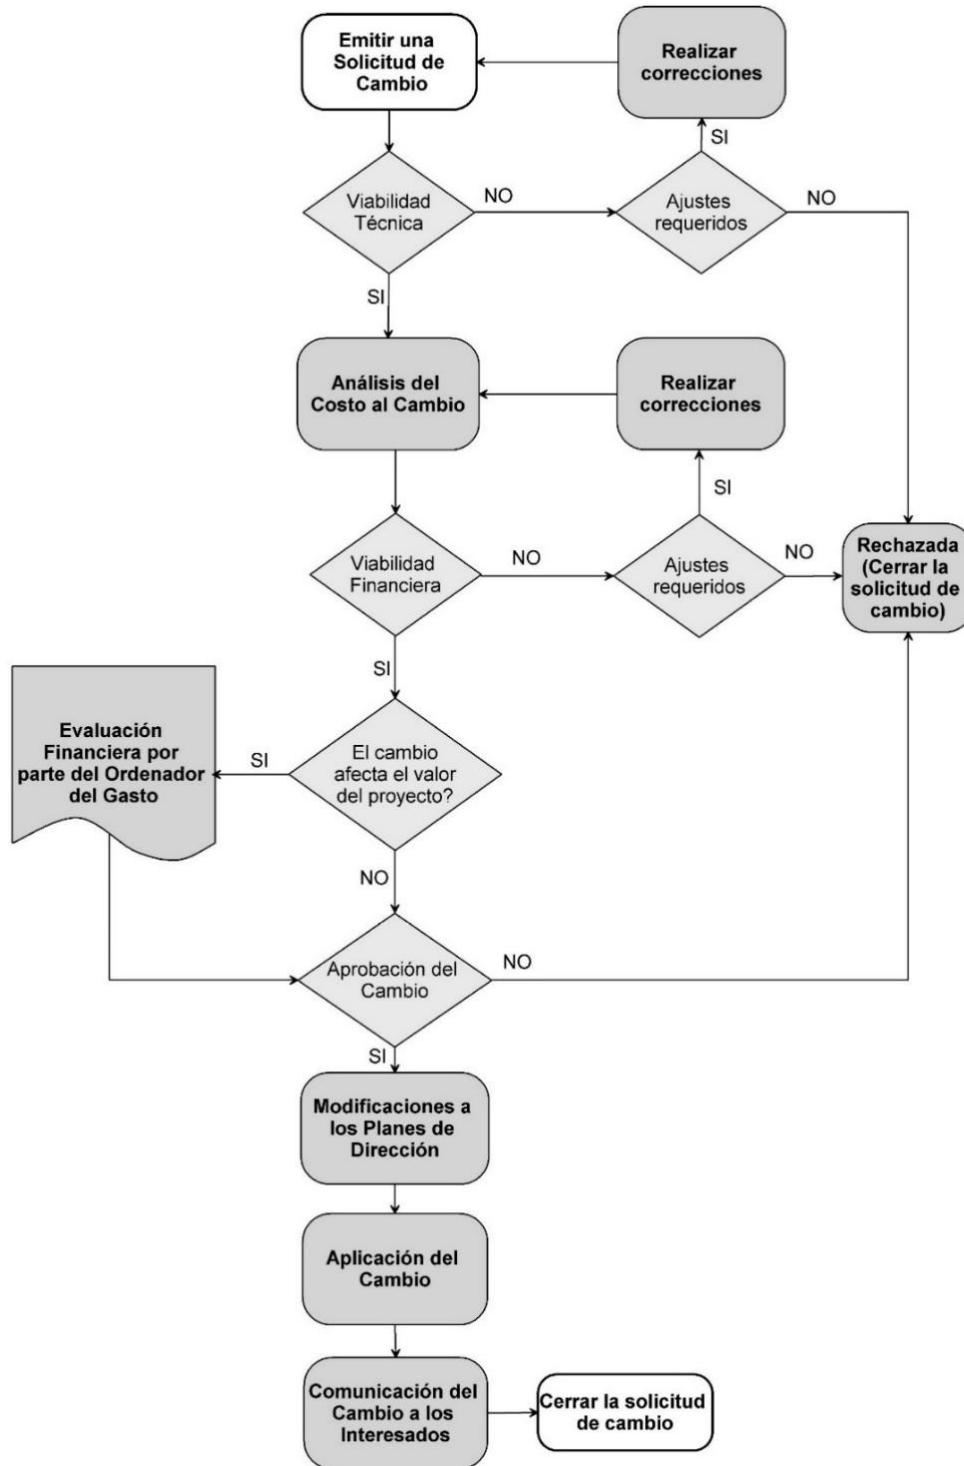 Emitir una
Solicitud de
Cambio
Realizar
correcciones
SI
Viabilidad
Técnica
NO
Ajustes
requeridos
NO
SI
Análisis del
Costo al Cambio
Realizar
correcciones
SI
Viabilidad
Financiera
NO
Ajustes
requeridos
NO
Rechazada
(Cerrar la
solicitud de
cambio)
SI
Evaluación
Financiera por
parte del Ordenador
del Gasto
SI
El cambio
afecta el valor
del proyecto?
NO
Aprobación del
Cambio
NO
SI
Modificaciones a
los Planes de
Dirección
Aplicación del
Cambio
Comunicación del
Cambio a los
Interesados
Cerrar la solicitud
de cambio